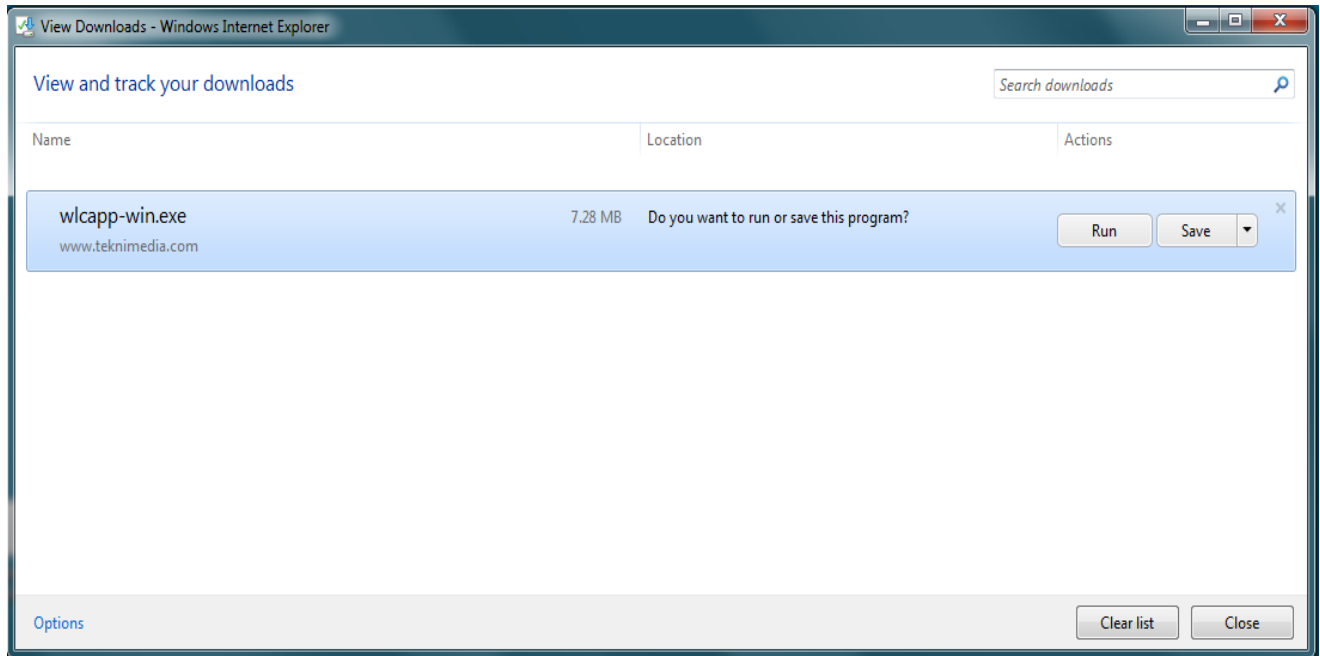 View Downloads - Windows Internet Explorer
View and track your downloads
Search downloads
Name Location Actions
wlcapp-win.exe 7.28 MB Do you want to run or save this program? Run Save
www.teknimedia.com
Options Clear list Close